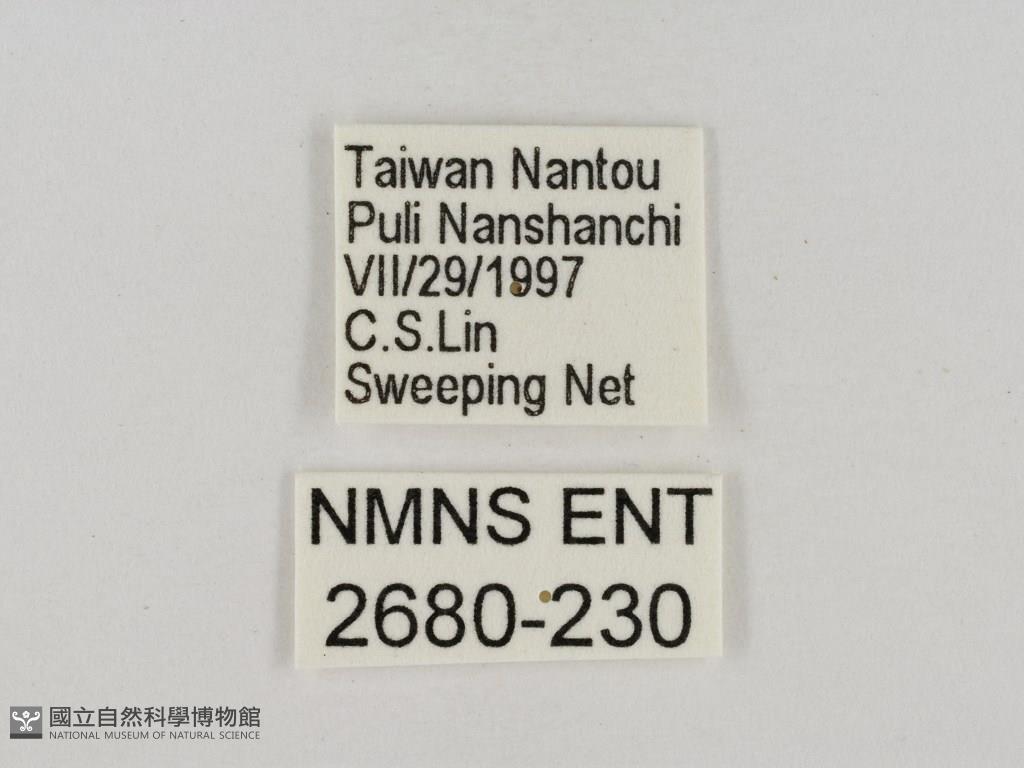 Taiwan Nantou
Puli Nanshanchi
VII/29/1997
C.S.Lin
Sweeping Net
NMNS ENT
2680-230
國立自然科學博物館
NATIONAL MUSEUM OF NATURAL SCIENCE